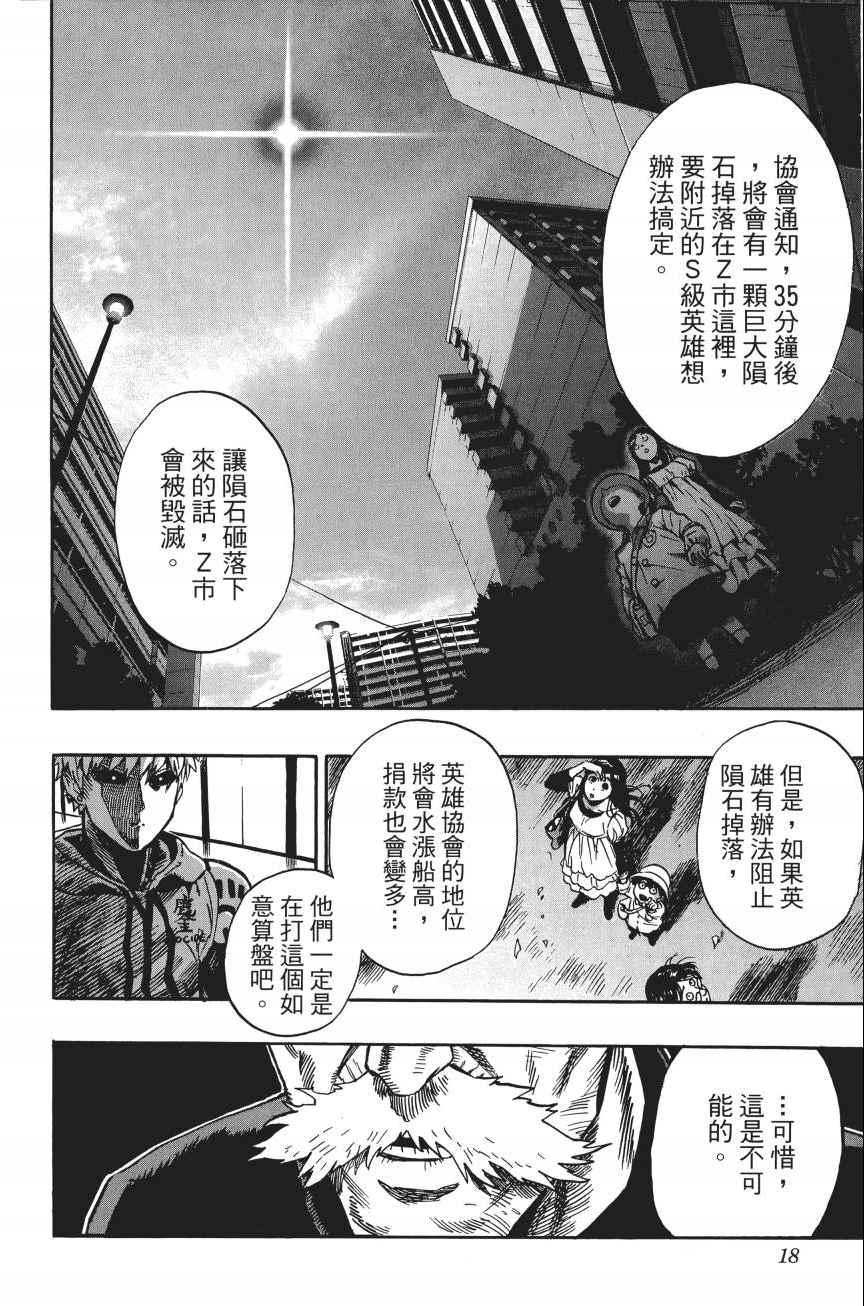 協會通知，35分鐘後
，將會有一顆巨大隕
石掉落在Z市這裡，
要附近的S級英雄想
辦法搞定。
讓隕石砸落下
來的話，Z市
會被毀滅。
但是，如果英
雄有辦法阻止
隕石掉落，
英雄協會的地位
將會水漲船高，
捐款也會變多…
他們一定是
在打這個如
意算盤吧。
…可惜，
這是不可
能的。
18